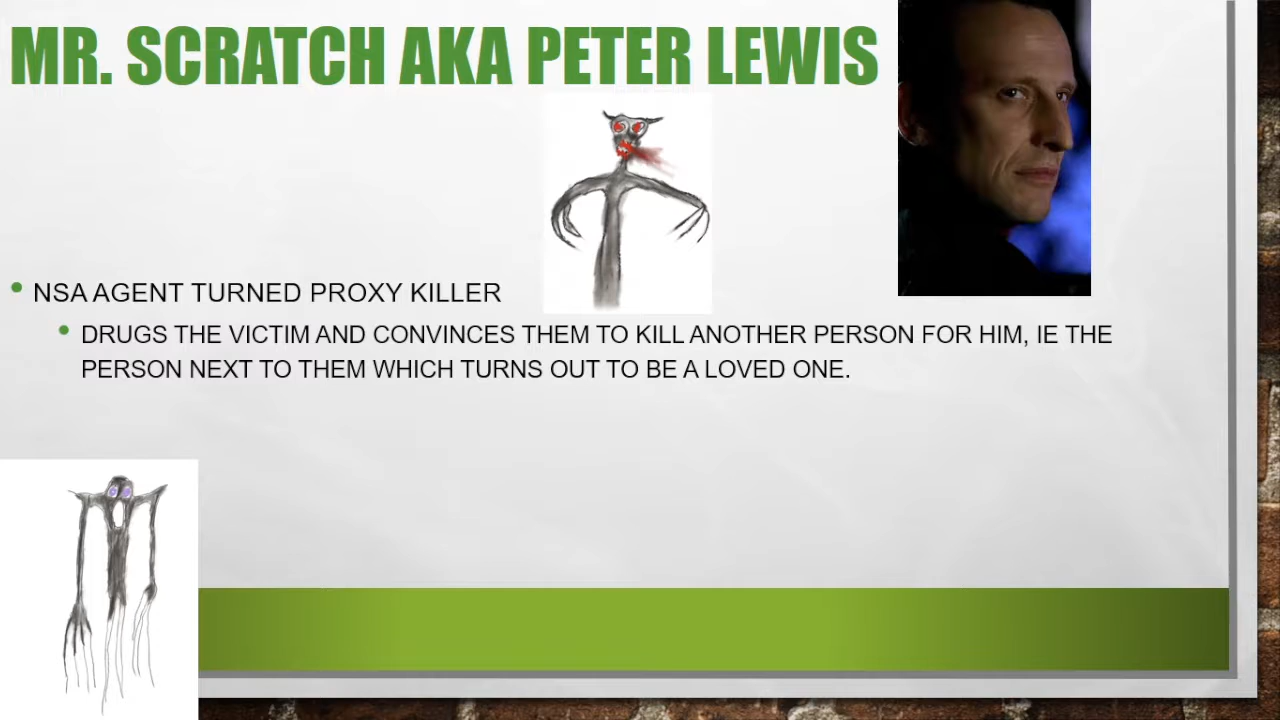 MR. SCRATCH AKA PETER LEWIS
• NSA AGENT TURNED PROXY KILLER
• DRUGS THE VICTIM AND CONVINCES THEM TO KILL ANOTHER PERSON FOR HIM, IE THE
PERSON NEXT TO THEM WHICH TURNS OUT TO BE A LOVED ONE.